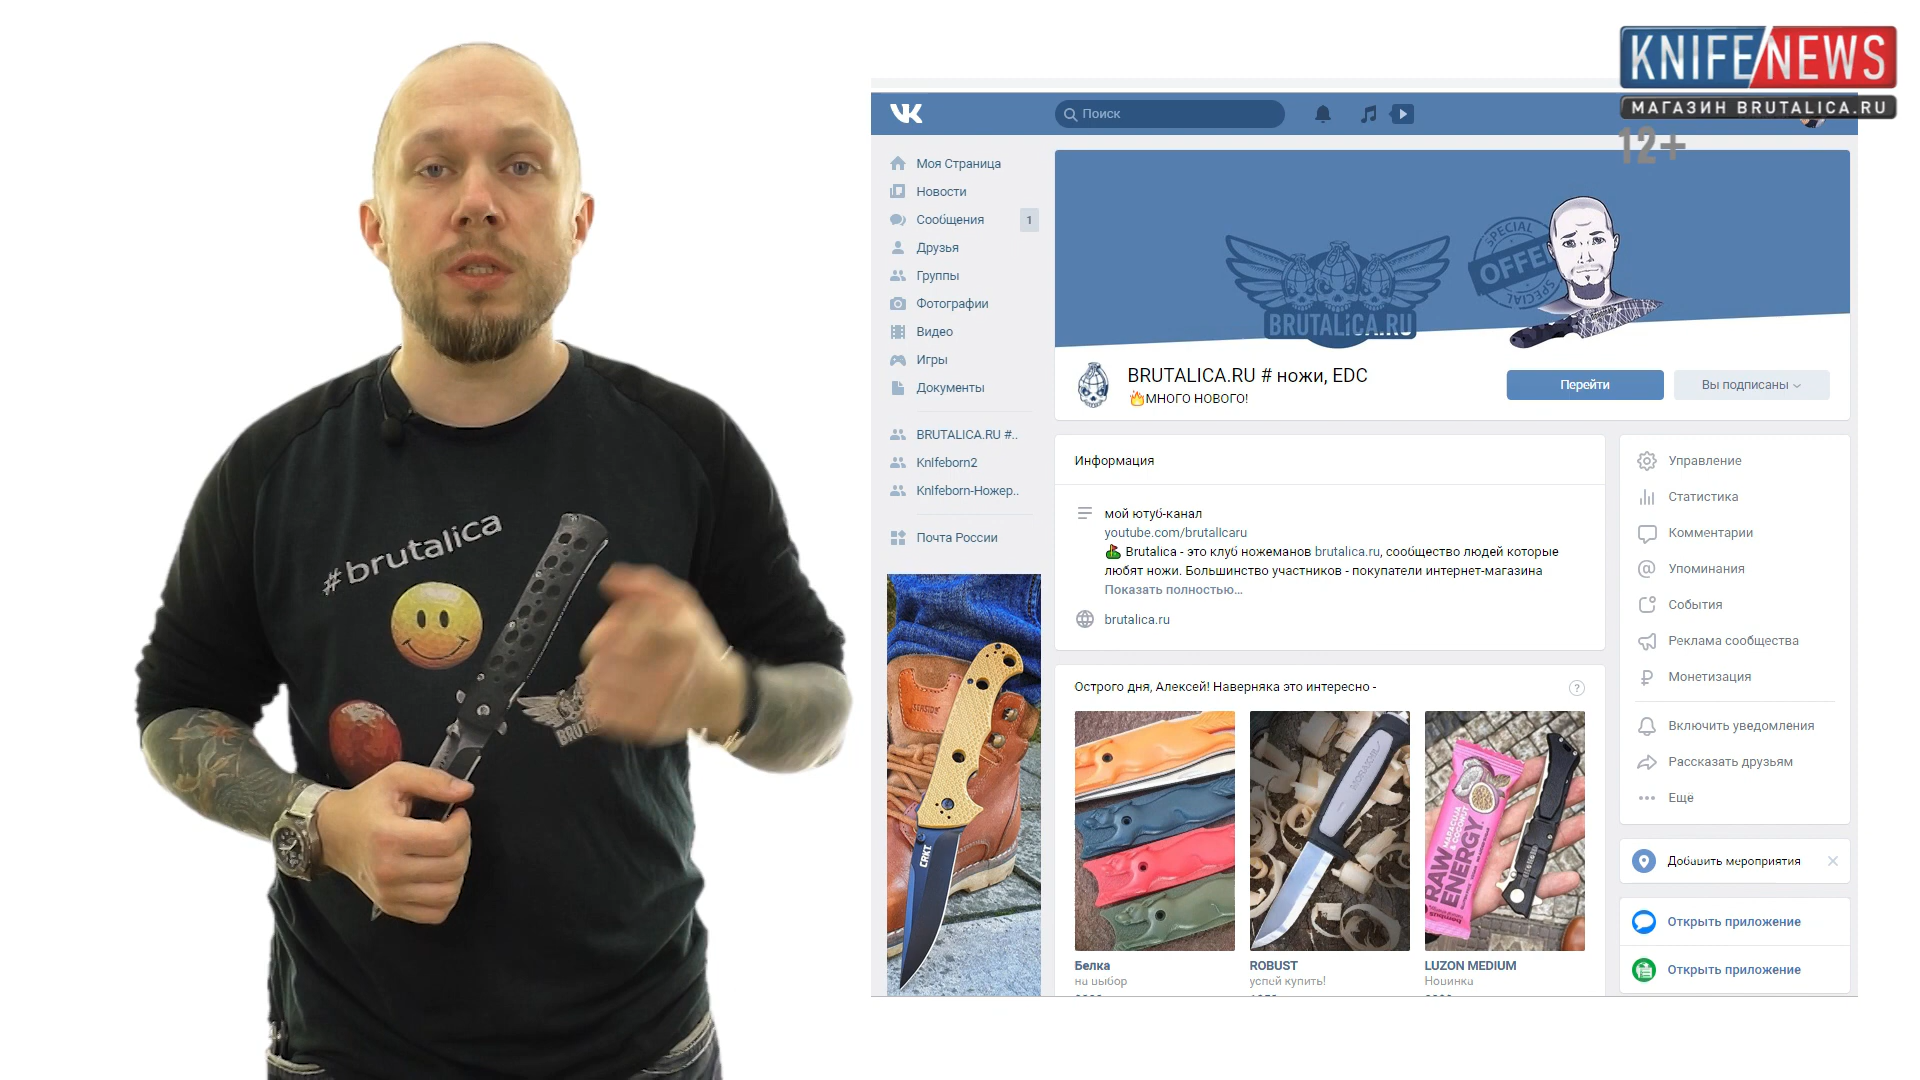 KNIFE/NEWS
МАГАЗИН BRUTALICA.RU
12+
Поиск
Моя Страница
Новости
Сообщения
1
Друзья
Группы
Фотографии
Видео
Игры
Документы
BRUTALICA.RU #..
Knifeborn2
Knifeborn-Ножер..
Почта России
BRUTALICA.RU
SPECIAL
OFFER
SPECIAL
BRUTALICA.RU # ножи, EDC
МНОГО НОВОГО!
Перейти
Вы подписаны
Информация
мой ютуб-канал
youtube.com/brutalicaru
Brutalica - это клуб ножеманов brutalica.ru, сообщество людей которые
любят ножи. Большинство участников - покупатели интернет-магазина
Показать полностью...
brutalica.ru
Острого дня, Алексей! Наверняка это интересно -
Белка
на выбор
ROBUST
успей купить!
LUZON MEDIUM
Новинка
Управление
Статистика
Комментарии
Упоминания
События
Реклама сообщества
Монетизация
Включить уведомления
Рассказать друзьям
Ещё
Добавить мероприятия
Открыть приложение
Открыть приложение
#brutalica
CRKT
RAW
ENERGY
MARACUJA
& COCONUT